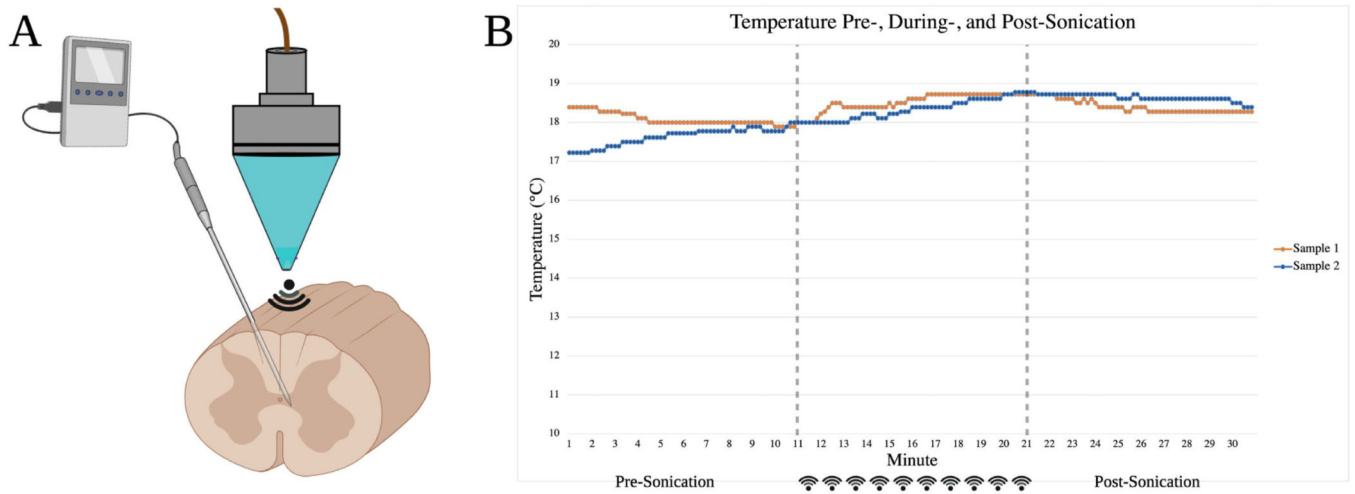 A
B
Temperature Pre-, During-, and Post-Sonication
Temperature (°C)
20
19
18
17
16
15
14
13
12
11
10
1 2 3 4 5 6 7 8 9 10 11 12 13 14 15 16 17 18 19 20 21 22 23 24 25 26 27 28 29 30
Minute
Pre-Sonication
Post-Sonication
Sample 1
Sample 2